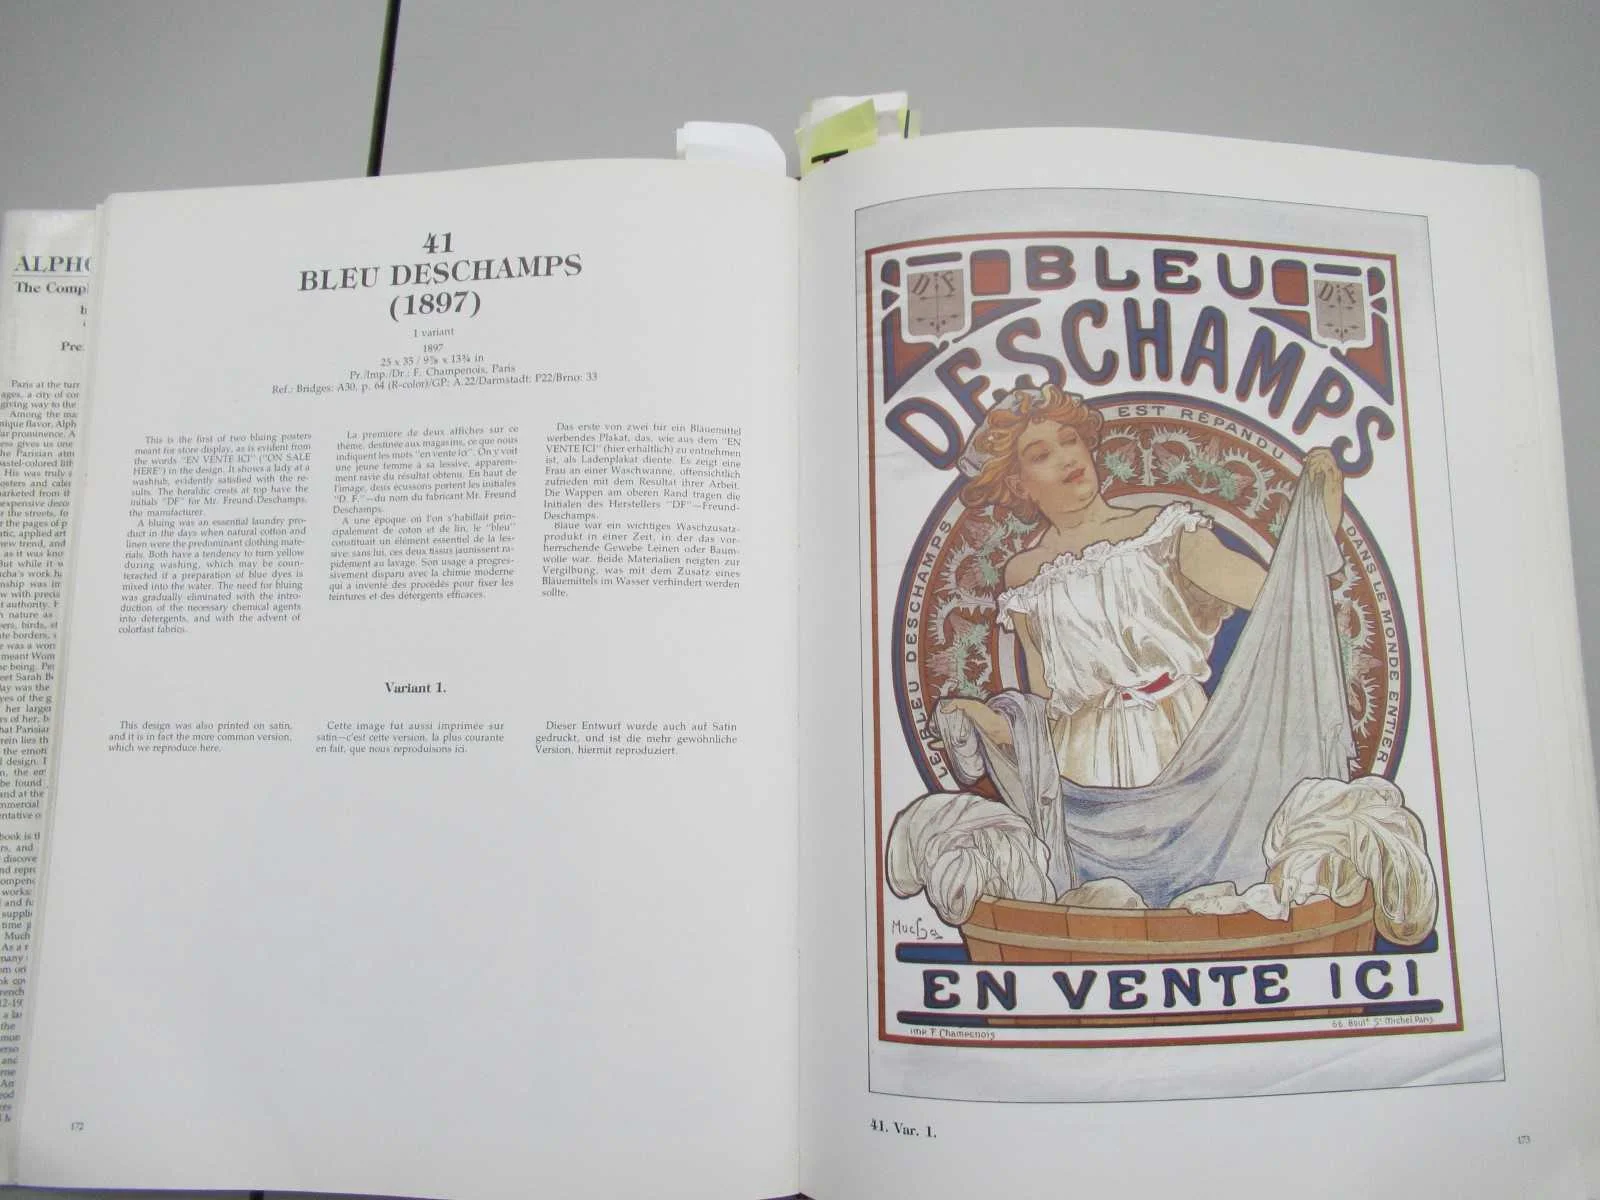 ALPHO
The Comp
Pre
Paris at the turn
41
BLEU DESCHAMPS
(1897)
1 variant
1897
25 x 35 / 9⅞ x 13¾ in
Pr./Imp./Dr.: F. Champenois, Paris
Ref.: Bridges: A30, p. 64 (R-color)/GP: A.22/Darmstadt: P22/Brno: 33
This is the first of two bluing posters
meant for store display, as is evident from
the words "EN VENTE ICI" ("ON SALE
HERE") in the design. It shows a lady at a
washtub, evidently satisfied with the re-
sults. The heraldic crests at top have the
initials "DF" for Mr. Freund-Deschamps,
the manufacturer.
A bluing was an essential laundry pro-
duct in the days when natural cotton and
linen were the predominant clothing mate-
rials. Both have a tendency to turn yellow
during washing, which may be coun-
teracted if a preparation of blue dyes is
mixed into the water. The need for bluing
was gradually eliminated with the intro-
duction of the necessary chemical agents
into detergents, and with the advent of
colorfast fabrics.
La première de deux affiches sur ce
thème, destinée aux magasins, ce que nous
indiquent les mots "en vente ici". On y voit
une jeune femme à sa lessive, apparem-
ment ravie du résultat obtenu. En haut de
l'image, deux écussons portent les initiales
"D. F."—du nom du fabricant Mr. Freund
Deschamps.
A une époque où l'on s'habillait prin-
cipalement de coton et de lin, le "bleu"
constituait un élément essentiel de la les-
sive: sans lui, ces deux tissus jaunissent ra-
pidement au lavage. Son usage a progres-
sivement disparu avec la chimie moderne
qui a inventé des procédés pour fixer les
teintures et des détergents efficaces.
Das erste von zwei für ein Bläuemittel
werbendes Plakat, das, wie aus dem "EN
VENTE ICI" (hier erhältlich) zu entnehmen
ist, als Ladenplakat diente. Es zeigt eine
Frau an einer Waschwanne, offensichtlich
zufrieden mit dem Resultat ihrer Arbeit.
Die Wappen am oberen Rand tragen die
Initialen des Herstellers "DF"—Freund-
Deschamps.
Bläue war ein wichtiges Waschzusatz-
produkt in einer Zeit, in der das vor-
herrschende Gewebe Leinen oder Baum-
wolle war. Beide Materialien neigten zur
Vergilbung, was mit dem Zusatz eines
Bläuemittels im Wasser verhindert werden
sollte.
Variant 1.
This design was also printed on satin,
and it is in fact the more common version,
which we reproduce here.
Cette image fut aussi imprimée sur
satin—c'est cette version, la plus courante
en fait, que nous reproduisons ici.
Dieser Entwurf wurde auch auf Satin
gedruckt, und ist die mehr gewöhnliche
Version, hiermit reproduziert.
172
D F
BLEU
D F
DESCHAMPS
LE BLEU DESCHAMPS
EST RÉPANDU
DANS LE MONDE ENTIER
Mucha
EN VENTE ICI
IMP. F. Champenois
66 Boulᵗ Sᵗ Michel, Paris
41. Var. 1.
173